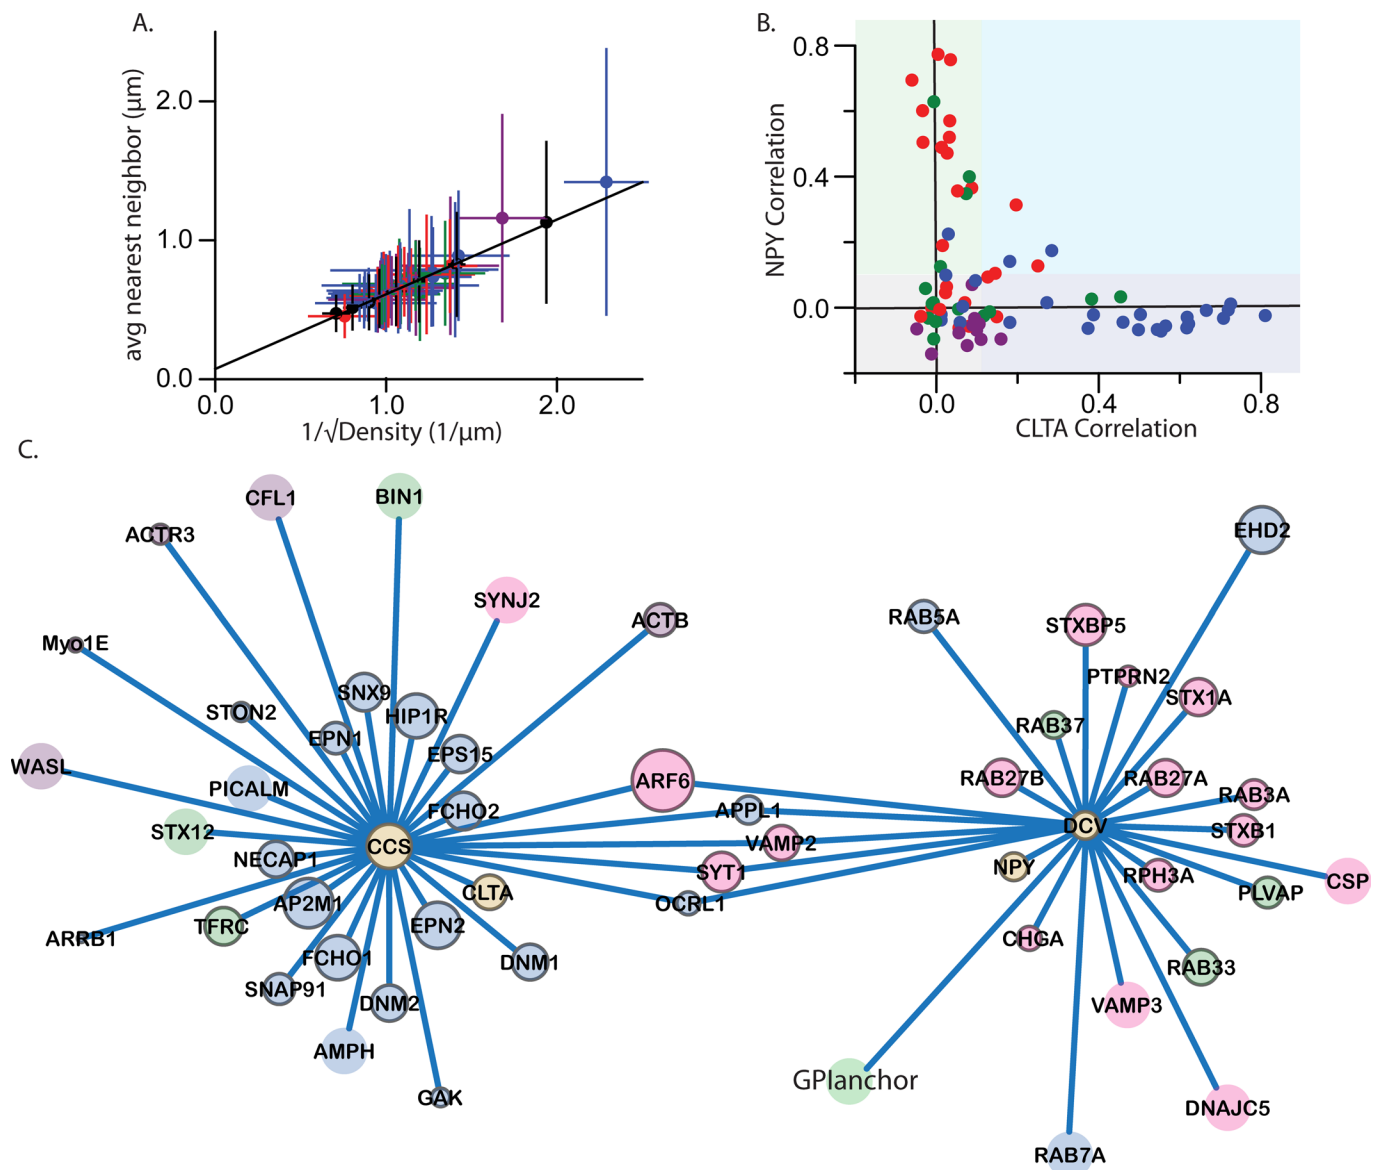 A.
avg nearest neighbor (µm)
2.0
1.0
0.0
0.0
1.0
2.0
1/√Density (1/µm)
B.
NPY Correlation
0.8
0.4
0.0
0.0
0.4
0.8
CLTA Correlation
C.
CFL1
BIN1
ACTR3
SYNJ2
ACTB
Myo1E
SNX9
STON2
HIP1R
EPN1
EPS15
WASL
PICALM
FCHO2
STX12
CCS
NECAP1
CLTA
AP2M1
TFRC
EPN2
ARRB1
FCHO1
DNM1
SNAP91
DNM2
AMPH
GAK
ARF6
APPL1
VAMP2
SYT1
OCRL1
EHD2
RAB5A
STXBP5
PTPRN2
STX1A
RAB37
RAB27B
RAB27A
RAB3A
DCV
STXB1
NPY
RPH3A
CSP
PLVAP
CHGA
RAB33
VAMP3
GPIanchor
DNAJC5
RAB7A